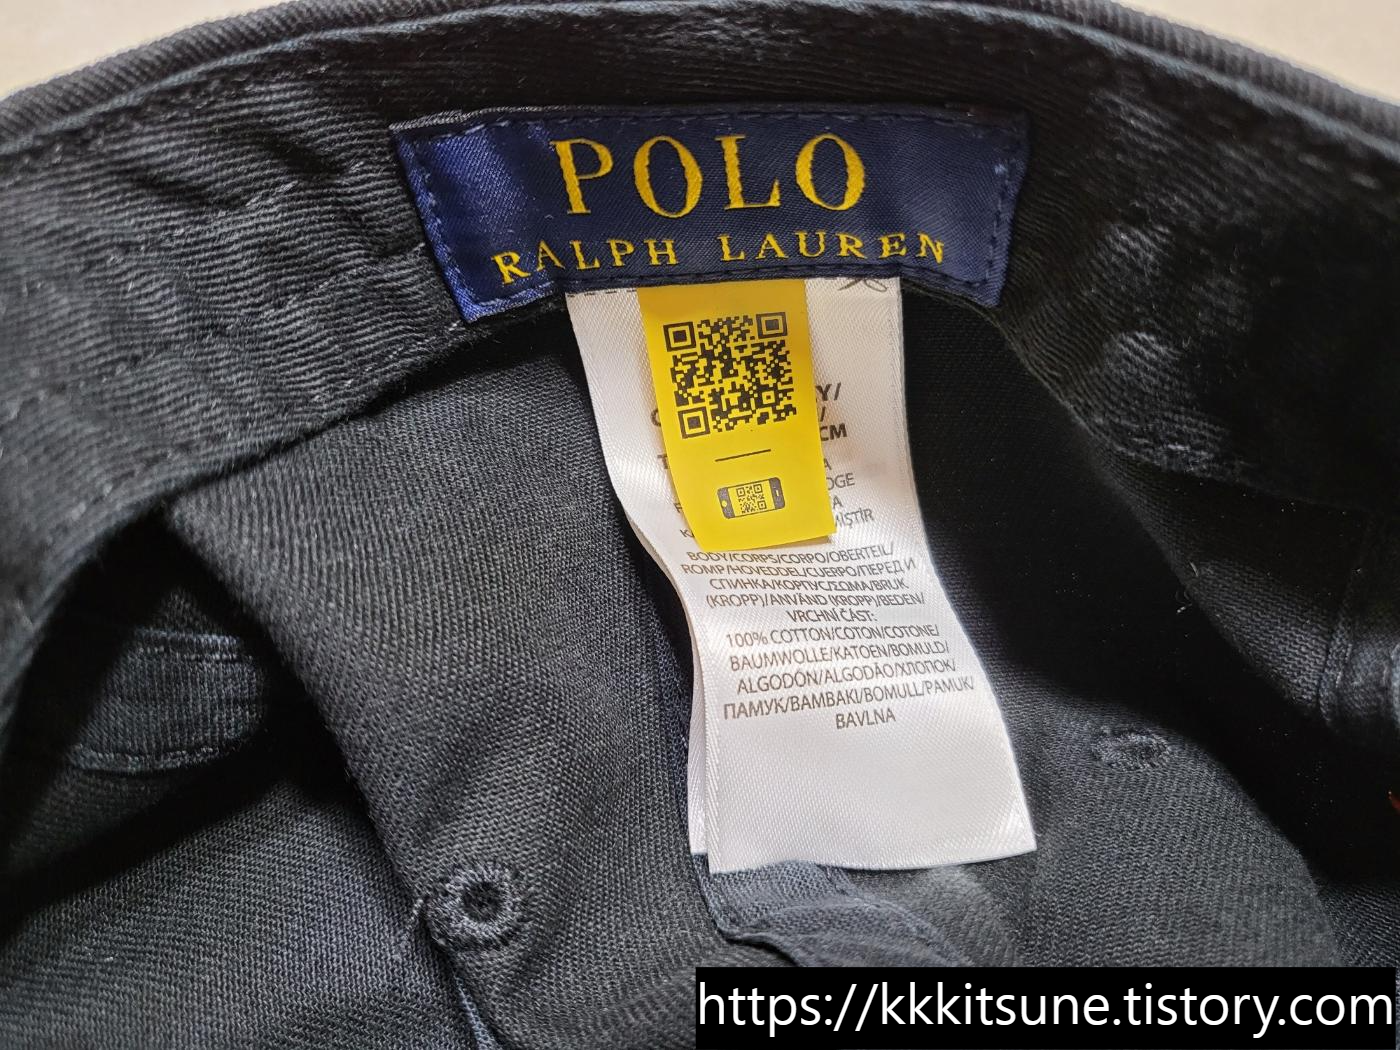 POLO
RALPH LAUREN
CM
BODY/CORPS/CORPO/OBERTEIL/
ROMP/HOVEDDEL/CUERPO/ПЕРЕД И
СПИНКА/КОРПУС/ΣΩΜΑ/BRUK
(KROPP)/ANVÄND (KROPP)/BEDEN/
VRCHNÍ ČÁST:
100% COTTON/COTON/COTONE/
BAUMWOLLE/KATOEN/BOMULD/
ALGODÓN/ALGODÃO/ХЛОПОК/
ПАМУК/BAMBAKI/BOMULL/PAMUK/
BAVLNA
https://kkkitsune.tistory.com